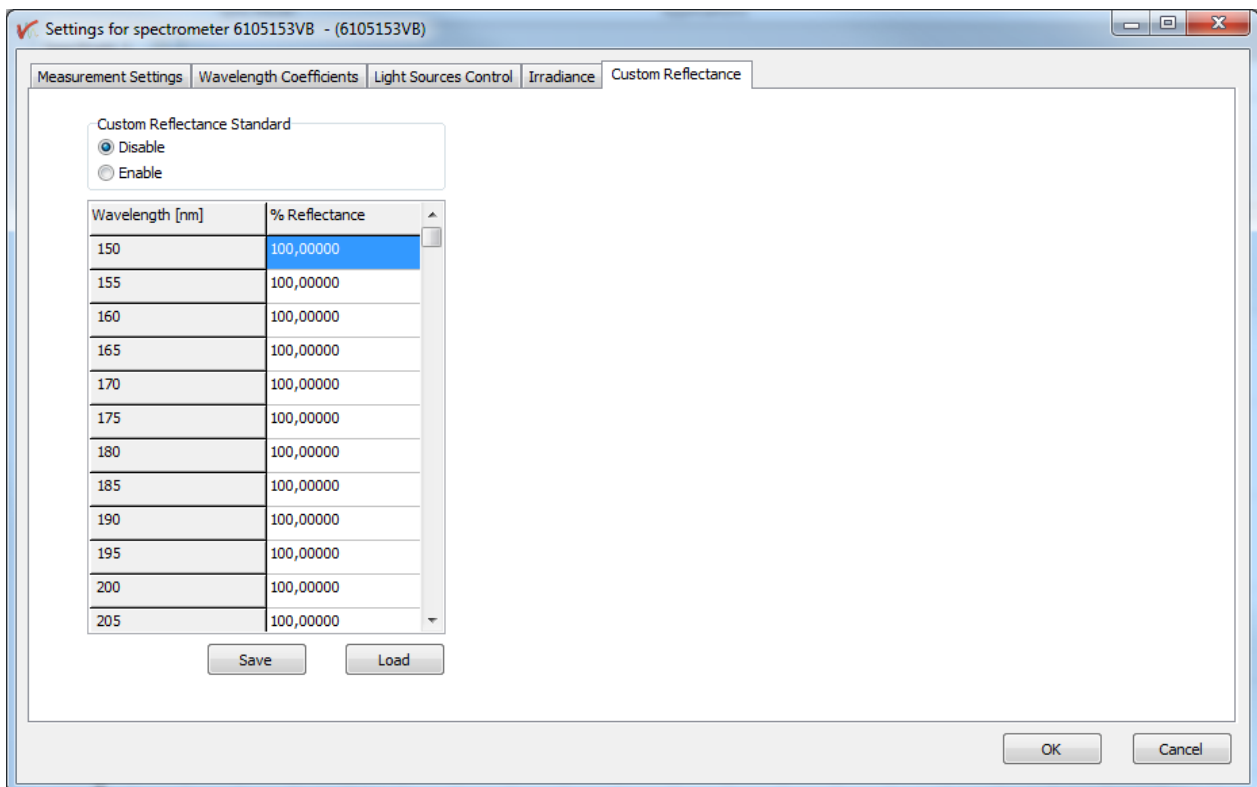 Settings for spectrometer 6105153VB - (6105153VB)
Measurement Settings Wavelength Coefficients Light Sources Control Irradiance Custom Reflectance
Custom Reflectance Standard
Disable
Enable
Wavelength [nm] % Reflectance
150 100,00000
155 100,00000
160 100,00000
165 100,00000
170 100,00000
175 100,00000
180 100,00000
185 100,00000
190 100,00000
195 100,00000
200 100,00000
205 100,00000
Save Load
OK Cancel